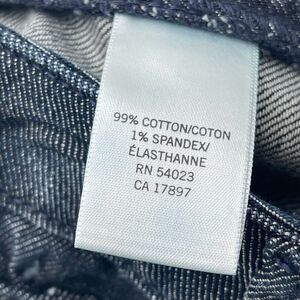 99% COTTON/COTON
1% SPANDEX/
ÉLASTHANNE
RN 54023
CA 17897